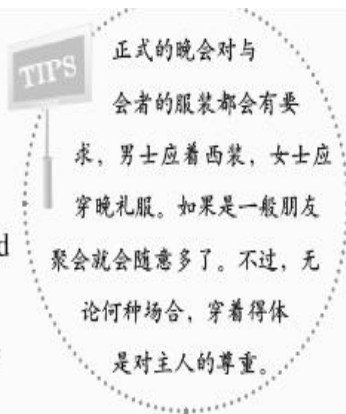 TIPS
正式的晚会对与
会者的服装都会有要
求，男士应着西装，女士应
穿晚礼服。如果是一般朋友
聚会就会随意多了。不过，无
论何种场合，穿着得体
是对主人的尊重。
d